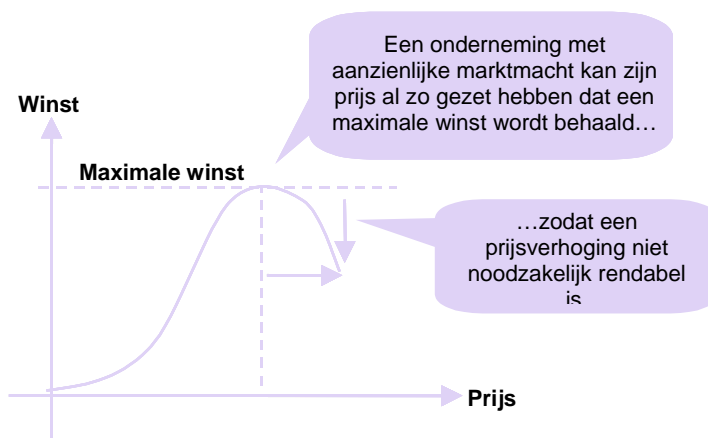 Een onderneming met
aanzienlijke marktmacht kan zijn
prijs al zo gezet hebben dat een
maximale winst wordt behaald…
Winst
Maximale winst
…zodat een
prijsverhoging niet
noodzakelijk rendabel
is
Prijs